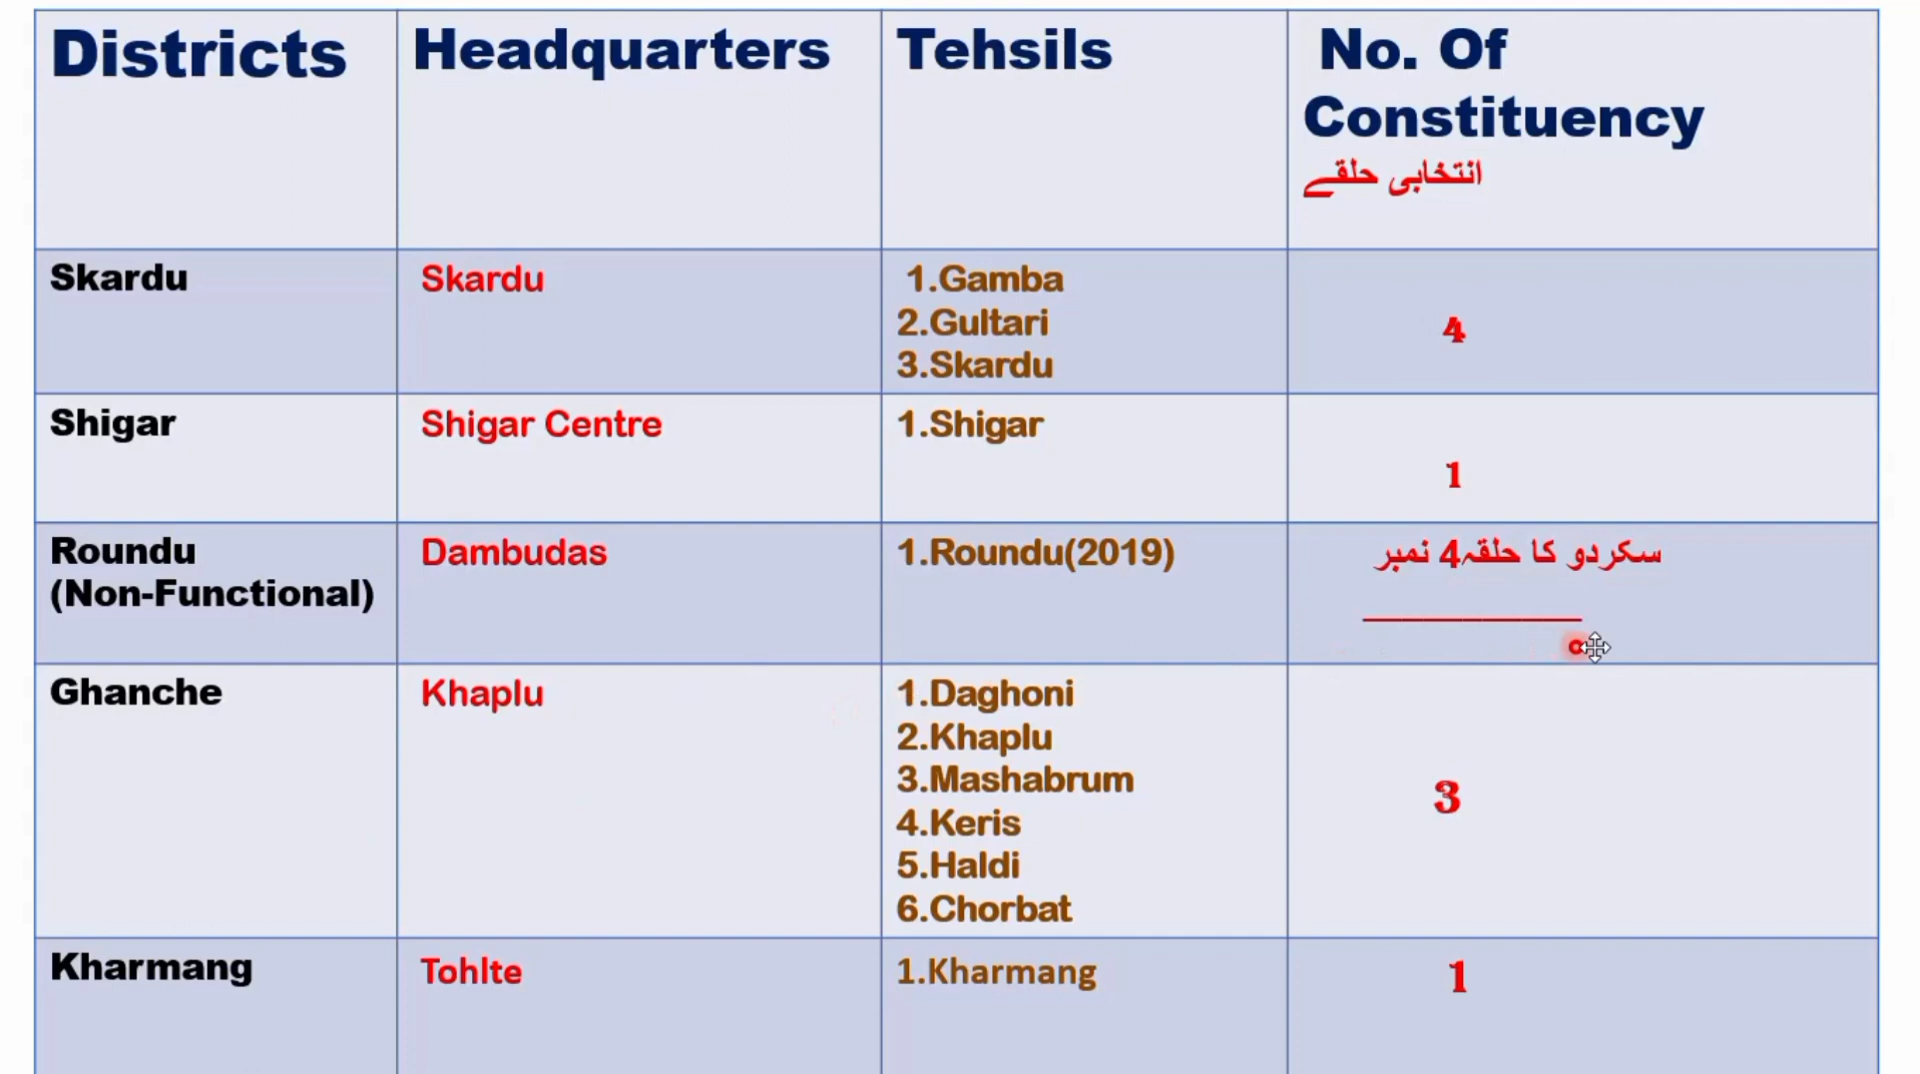 Districts
Headquarters
Tehsils
No. Of
Constituency
انتخابی حلقے
Skardu
Skardu
1.Gamba
2.Gultari
3.Skardu
4
Shigar
Shigar Centre
1.Shigar
1
Roundu
(Non-Functional)
Dambudas
1.Roundu(2019)
سکردو کا حلقہ4 نمبر
Ghanche
Khaplu
1.Daghoni
2.Khaplu
3.Mashabrum
4.Keris
5.Haldi
6.Chorbat
3
Kharmang
Tohlte
1.Kharmang
1